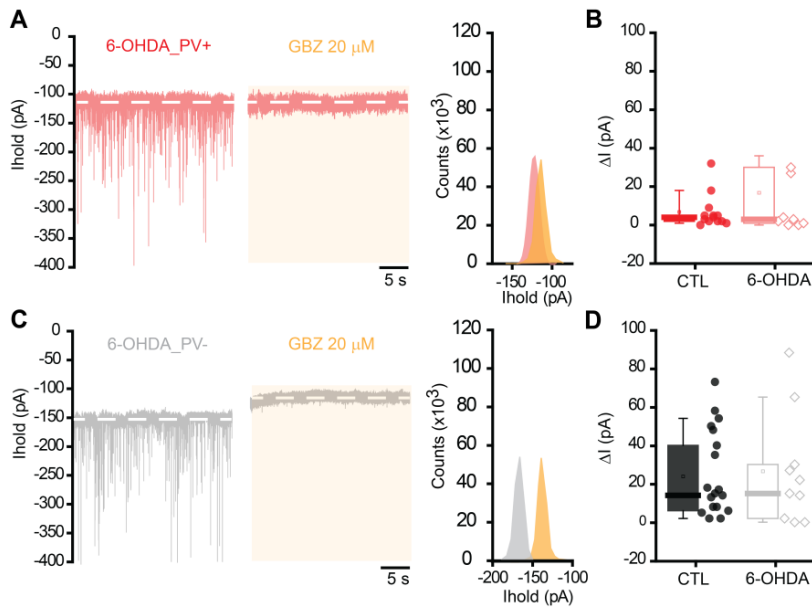 A
6-OHDA_PV+
GBZ 20 μM
Ihold (pA)
0
-50
-100
-150
-200
-250
-300
-350
-400
5 s
Counts (x10³)
120
100
80
60
40
20
0
-150 -100
Ihold (pA)
B
ΔI (pA)
100
80
60
40
20
0
-20
CTL 6-OHDA
C
6-OHDA_PV-
GBZ 20 μM
Ihold (pA)
0
-50
-100
-150
-200
-250
-300
-350
-400
5 s
Counts (x10³)
120
100
80
60
40
20
0
-200 -150 -100
Ihold (pA)
D
ΔI (pA)
100
80
60
40
20
0
-20
CTL 6-OHDA